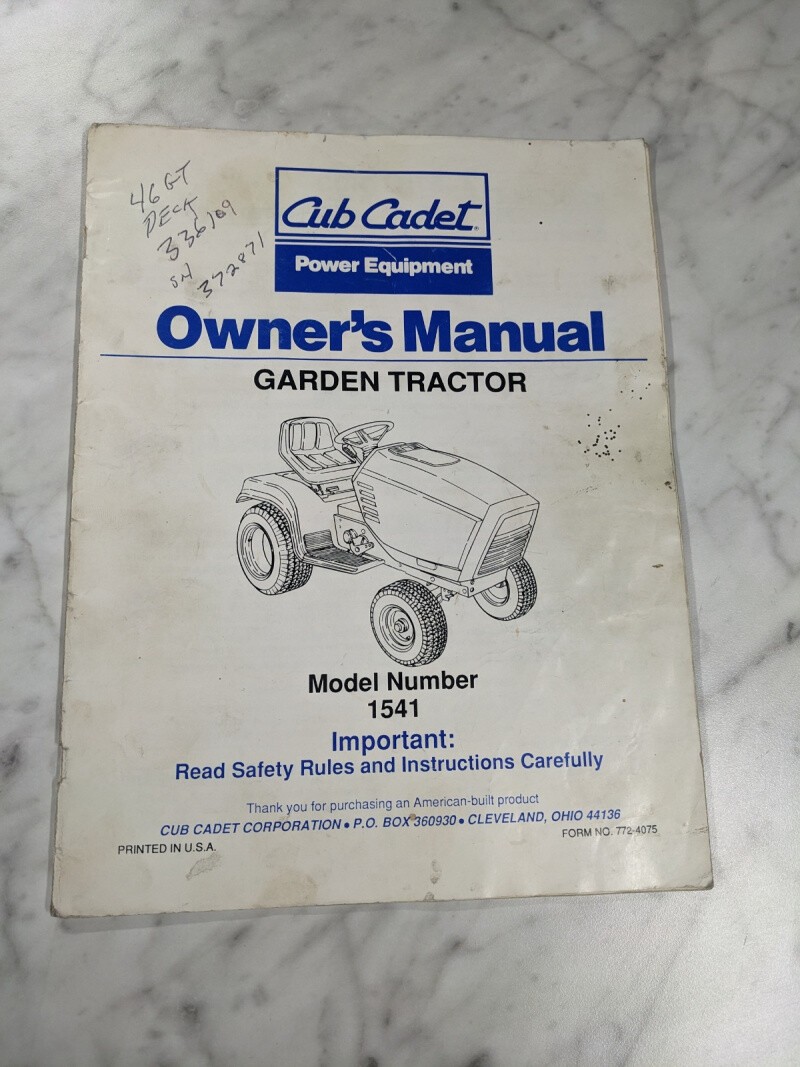 46 GT
DECK
336109
SN 372871
Cub Cadet
Power Equipment
Owner's Manual
GARDEN TRACTOR
Model Number
1541
Important:
Read Safety Rules and Instructions Carefully
Thank you for purchasing an American-built product
CUB CADET CORPORATION • P.O. BOX 360930 • CLEVELAND, OHIO 44136
FORM NO. 772-4075
PRINTED IN U.S.A.